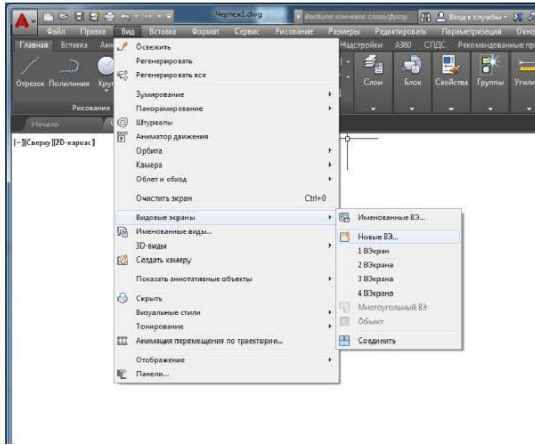 Чертеж1.dwg
Введите ключевое слово/фразу
Вход в службы
Файл Правка Вид Вставка Формат Сервис Рисование Размеры Редактировать Параметризация Окно
Главная Вставка
Надстройки A360 СПДС Рекомендованные
Отрезок Полилиния
Слои Блок Свойства Группы
Рисование
Начало
[-][Сверху][2D-каркас]
Освежить
Регенерировать
Регенерировать все
Зумирование
Панорамирование
Штурвалы
Аниматор движения
Орбита
Камера
Облет и обход
Очистить экран Ctrl+0
Видовые экраны
Именованные виды...
3D-виды
Создать камеру
Показать аннотативные объекты
Скрыть
Визуальные стили
Тонирование
Анимация перемещения по траектории...
Отображение
Панели...
Именованные ВЭ...
Новые ВЭ...
1 ВЭкран
2 ВЭкрана
3 ВЭкрана
4 ВЭкрана
Многоугольный ВЭ
Объект
Соединить